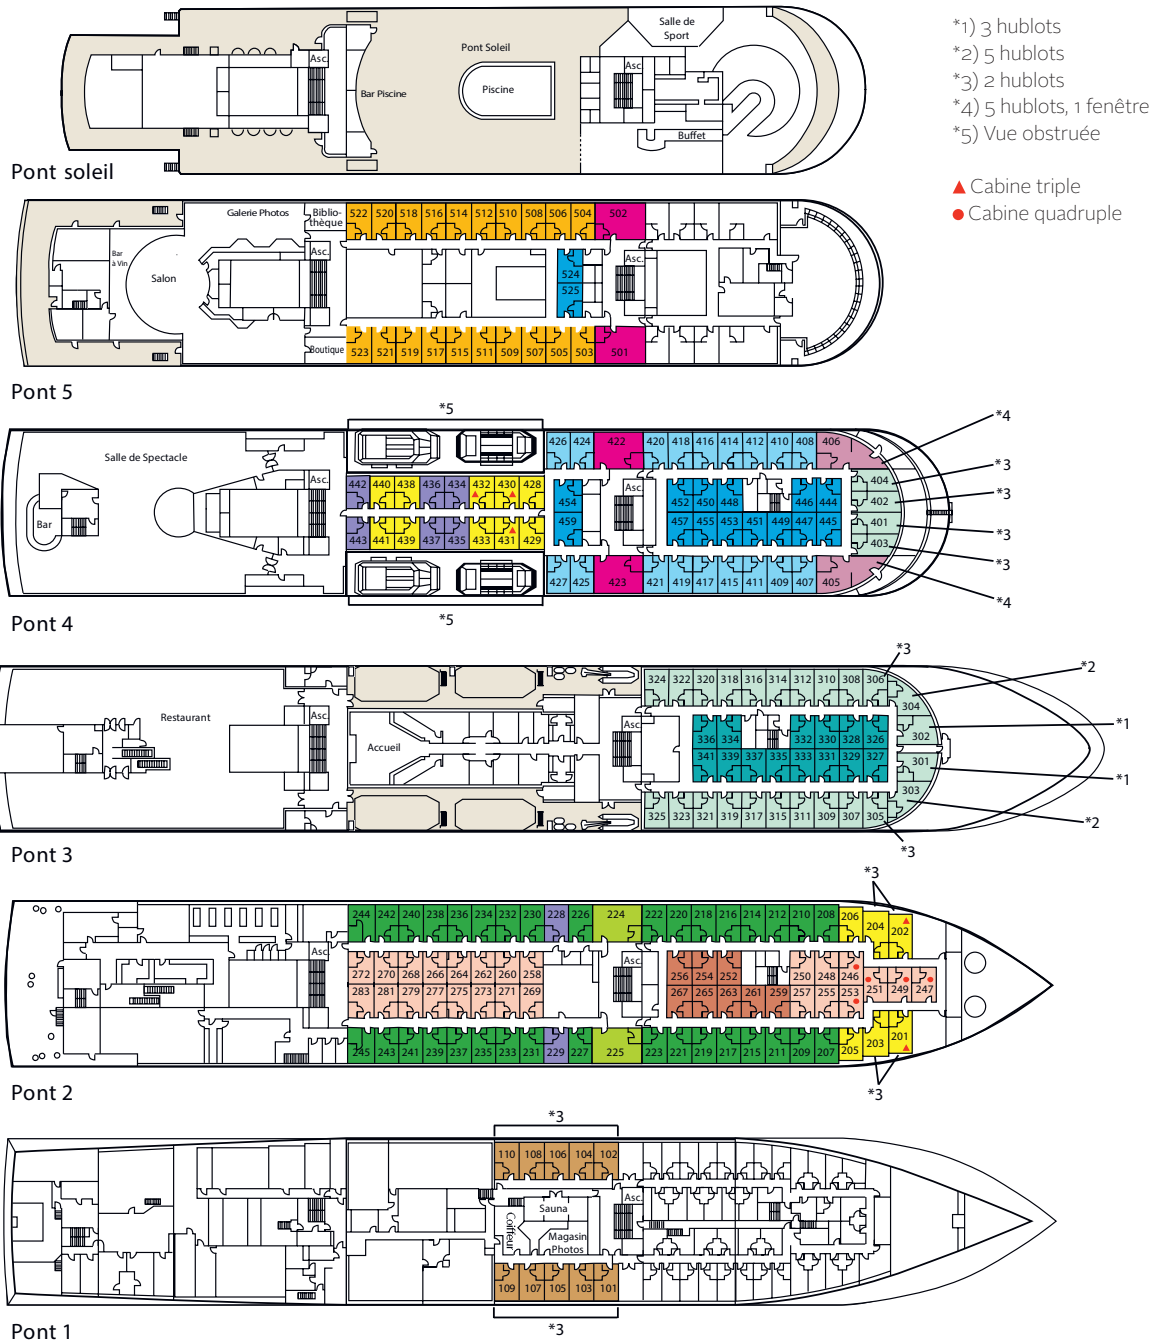 *1) 3 hublots
*2) 5 hublots
*3) 2 hublots
*4) 5 hublots, 1 fenêtre
*5) Vue obstruée
Cabine triple
Cabine quadruple
Salle de
Sport
Pont Soleil
Asc.
Asc.
Bar Piscine
Piscine
Buffet
Pont soleil
Galerie Photos
Biblio-
thèque
522 520 518 516 514 512 510 508 506 504 502
Bar
à Vin
Salon
Asc.
Asc.
524
525
Boutique
523 521 519 517 515 511 509 507 505 503 501
Pont 5
*5
*4
Salle de Spectacle
426 424 422 420 418 416 414 412 410 408 406
*3
Asc.
442 440 438 436 434 432 430 428
Asc.
404
454 452 450 448 446 444
402
*3
Bar
459 457 455 453 451 449 447 445
401
*3
443 441 439 437 435 433 431 429
403
*3
427 425 423 421 419 417 415 411 409 407 405
*4
*5
Pont 4
*3
*2
324 322 320 318 316 314 312 310 308 306
304
*1
Restaurant
Asc.
Accueil
Asc.
336 334 332 330 328 326
302
341 339 337 335 333 331 329 327
301
*1
303
325 323 321 319 317 315 311 309 307 305
*2
*3
Pont 3
*3
244 242 240 238 236 234 232 230 228 226 224 222 220 218 216 214 212 210 208 206 204 202
Asc.
Asc.
272 270 268 266 264 262 260 258 256 254 252 250 248 246
283 281 279 277 275 273 271 269 267 265 263 261 259 257 255 253 251 249 247
245 243 241 239 237 235 233 231 229 227 225 223 221 219 217 215 211 209 207 205 203 201
*3
Pont 2
*3
110 108 106 104 102
Asc.
Asc.
Sauna
Coiffeur
Magasin
Photos
109 107 105 103 101
*3
Pont 1